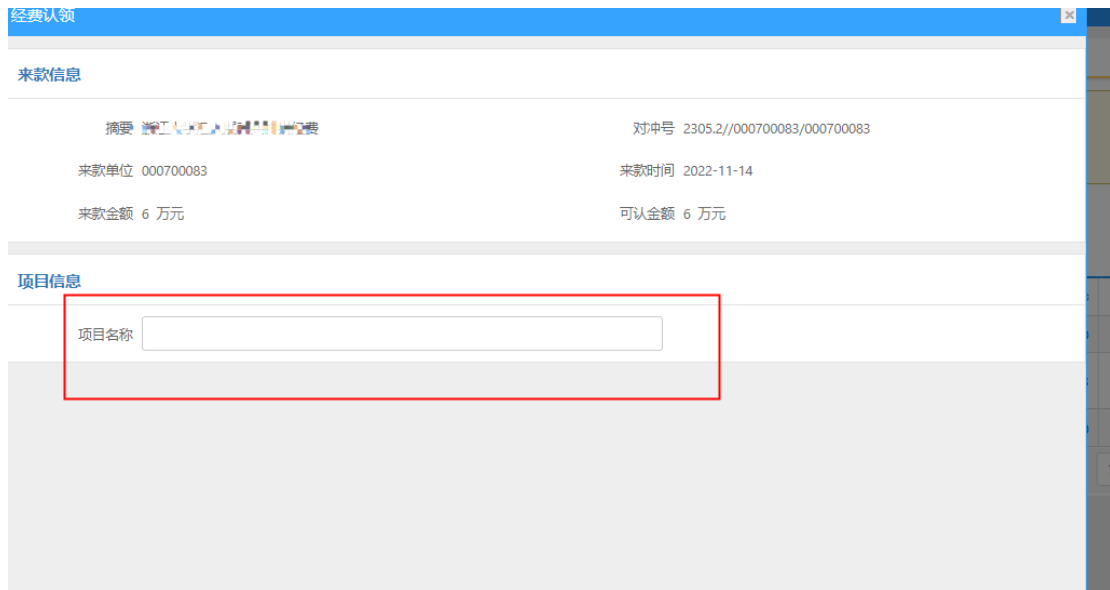 经费认领
来款信息
摘要 费 对冲号 2305.2//000700083/000700083
来款单位 000700083 来款时间 2022-11-14
来款金额 6 万元 可认金额 6 万元
项目信息
项目名称